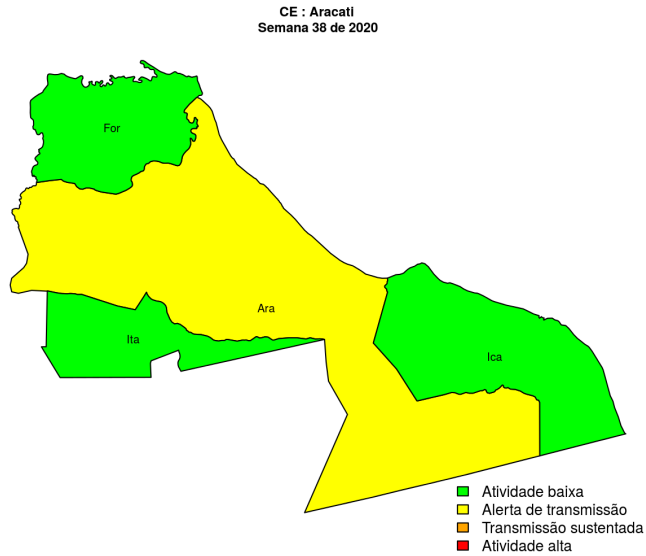 CE : Aracati
Semana 38 de 2020
For
Ara
Ita
Ica
Atividade baixa
Alerta de transmissão
Transmissão sustentada
Atividade alta